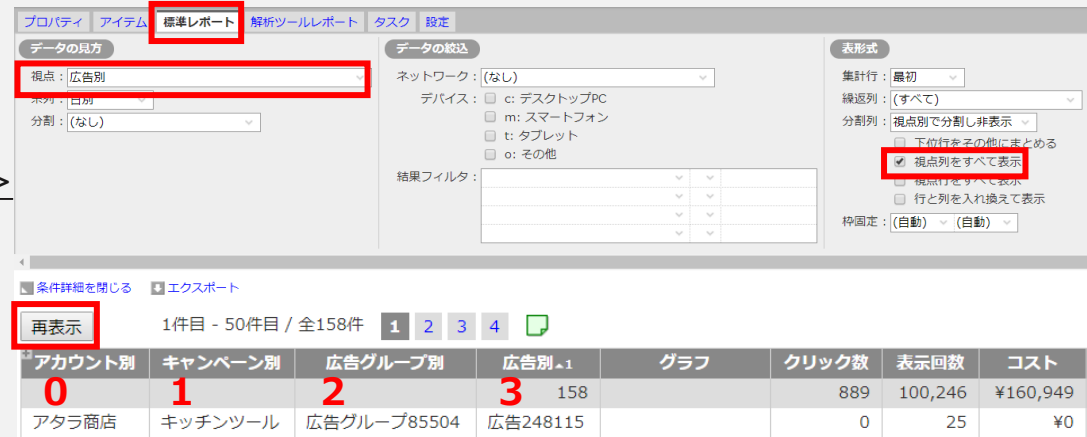 プロパティ アイテム 標準レポート 解析ツールレポート タスク 設定
データの見方
視点：広告別
系列：日別
分割：(なし)
データの絞込
ネットワーク：(なし)
デバイス： c: デスクトップPC
m: スマートフォン
t: タブレット
o: その他
結果フィルタ：
表形式
集計行：最初
繰返列：(すべて)
分割列：視点別で分割し非表示
下位行をその他にまとめる
視点列をすべて表示
視点行をすべて表示
行と列を入れ換えて表示
枠固定：(自動) (自動)
>
条件詳細を閉じる エクスポート
再表示 1件目 - 50件目 / 全158件 1 2 3 4
アカウント別 キャンペーン別 広告グループ別 広告別▲1 グラフ クリック数 表示回数 コスト
0 1 2 3 158 889 100,246 ¥160,949
アタラ商店 キッチンツール 広告グループ85504 広告248115 0 25 ¥0